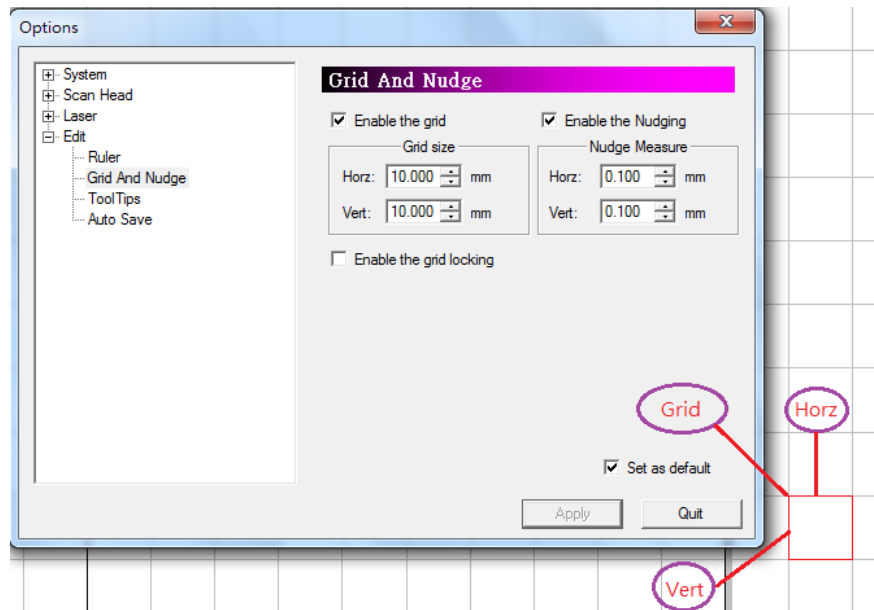 Options
System
Scan Head
Laser
Edit
Ruler
Grid And Nudge
ToolTips
Auto Save
Grid And Nudge
Enable the grid
Enable the Nudging
Grid size
Nudge Measure
Horz: 10.000 mm
Horz: 0.100 mm
Vert: 10.000 mm
Vert: 0.100 mm
Enable the grid locking
Set as default
Apply
Quit
Grid
Horz
Vert